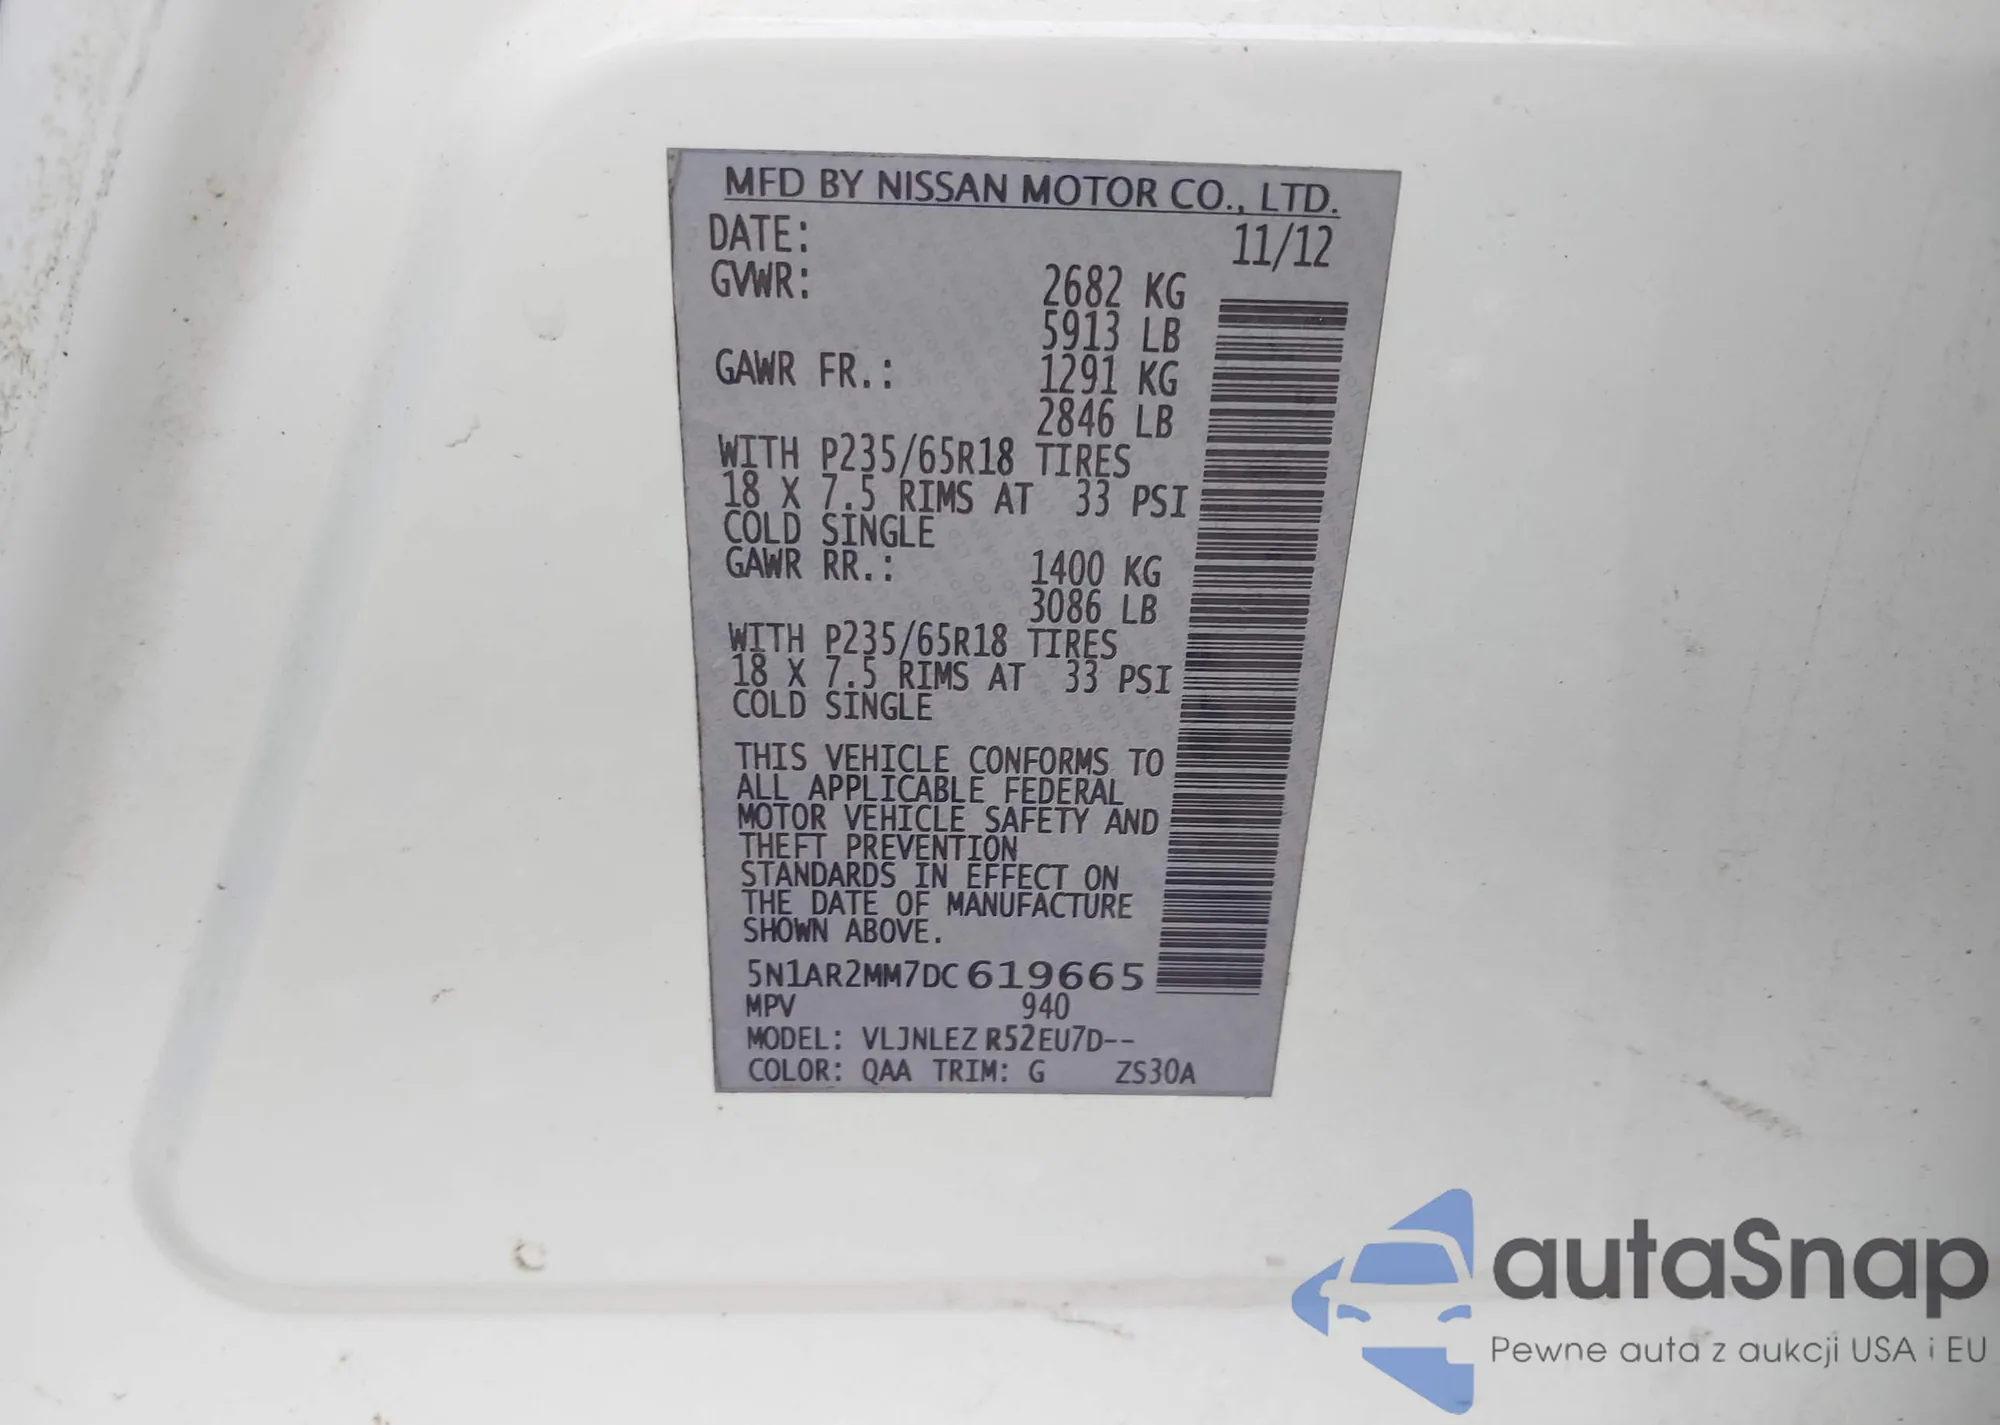 MFD BY NISSAN MOTOR CO., LTD.
DATE: 11/12
GVWR: 2682 KG
5913 LB
GAWR FR.: 1291 KG
2846 LB
WITH P235/65R18 TIRES
18 X 7.5 RIMS AT 33 PSI
COLD SINGLE
GAWR RR.: 1400 KG
3086 LB
WITH P235/65R18 TIRES
18 X 7.5 RIMS AT 33 PSI
COLD SINGLE
THIS VEHICLE CONFORMS TO
ALL APPLICABLE FEDERAL
MOTOR VEHICLE SAFETY AND
THEFT PREVENTION
STANDARDS IN EFFECT ON
THE DATE OF MANUFACTURE
SHOWN ABOVE.
5N1AR2MM7DC619665
MPV 940
MODEL: VLJNLEZ R52EU7D--
COLOR: QAA TRIM: G ZS30A
autaSnap
Pewne auta z aukcji USA i EU